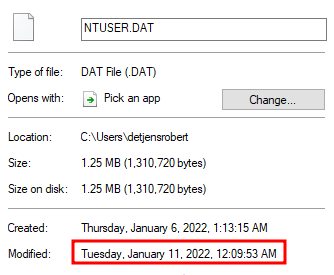 NTUSER.DAT
Type of file: DAT File (.DAT)
Opens with: Pick an app Change...
Location: C:\Users\detjensrobert
Size: 1.25 MB (1,310,720 bytes)
Size on disk: 1.25 MB (1,310,720 bytes)
Created: Thursday, January 6, 2022, 1:13:15 AM
Modified: Tuesday, January 11, 2022, 12:09:53 AM